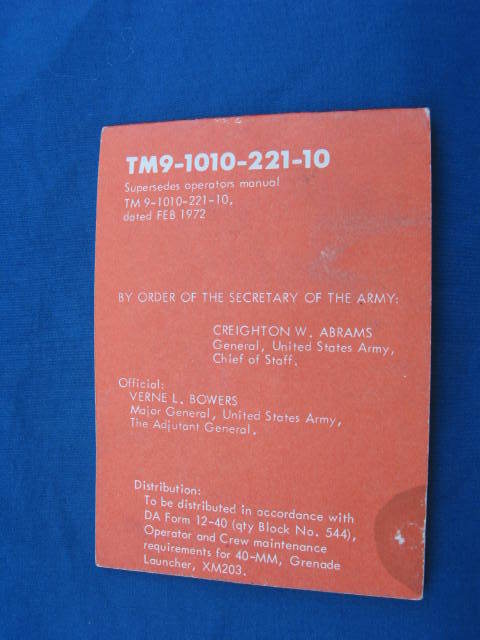 TM9-1010-221-10
Supersedes operators manual
TM 9-1010-221-10,
dated FEB 1972
BY ORDER OF THE SECRETARY OF THE ARMY:
CREIGHTON W. ABRAMS
General, United States Army,
Chief of Staff.
Official:
VERNE L. BOWERS
Major General, United States Army,
The Adjutant General.
Distribution:
To be distributed in accordance with
DA Form 12-40 (qty Block No. 544),
Operator and Crew maintenance
requirements for 40-MM, Grenade
Launcher, XM203.